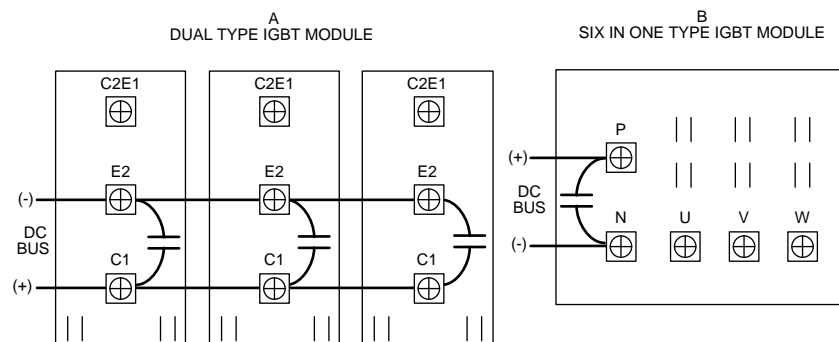 A
DUAL TYPE IGBT MODULE
C2E1
C2E1
C2E1
E2
E2
E2
(-)
DC
BUS
C1
C1
C1
(+)
B
SIX IN ONE TYPE IGBT MODULE
P
(+)
DC
BUS
N
U
V
W
(-)